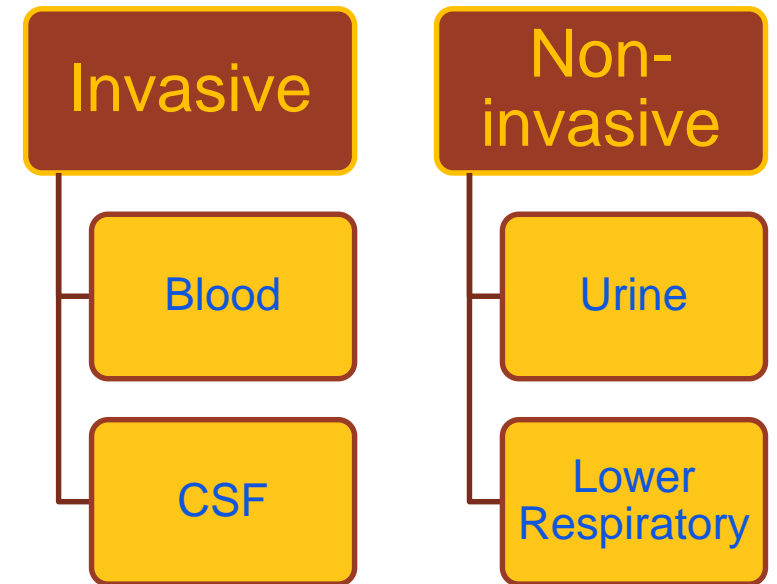 Invasive
Blood
CSF
Non-
invasive
Urine
Lower
Respiratory